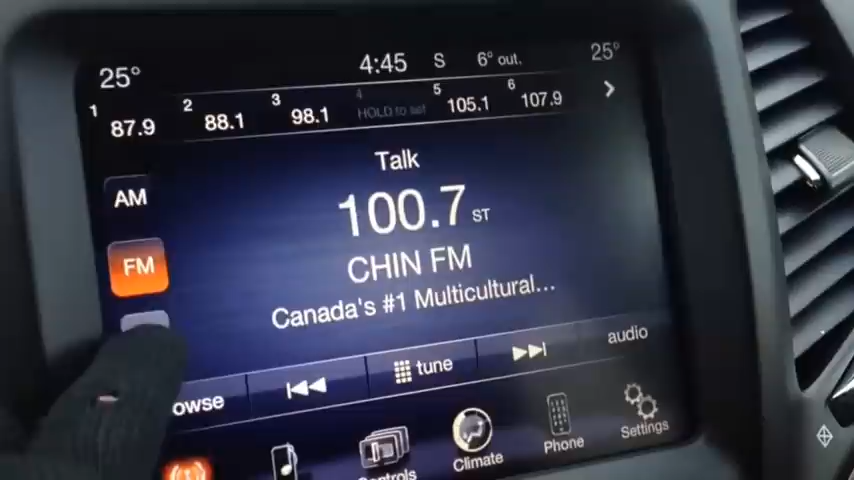 25° 4:45 S 6° out. 25°
1 87.9 2 88.1 3 98.1 4 HOLD to set 5 105.1 6 107.9
Talk
AM
100.7 ST
FM
CHIN FM
Canada's #1 Multicultural...
owse tune audio
Controls Climate Phone Settings